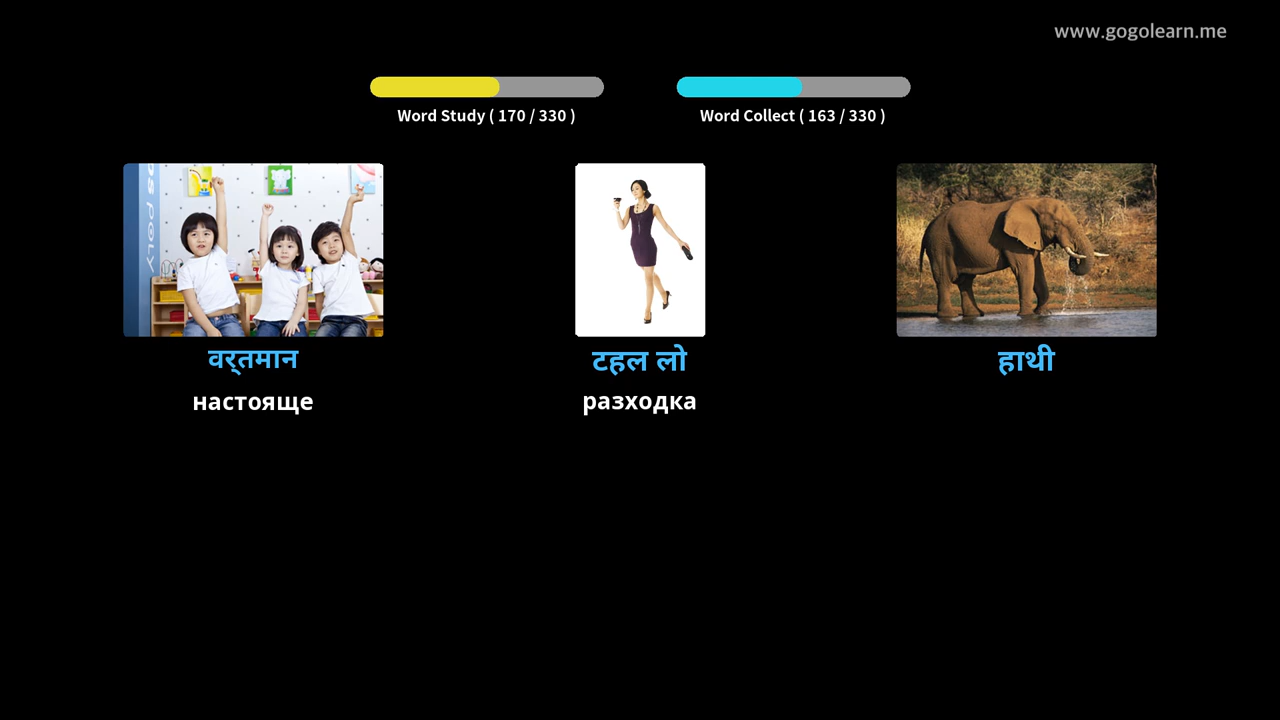 www.gogolearn.me
Word Study ( 170 / 330 )
Word Collect ( 163 / 330 )
वर्तमान
टहल लो
हाथी
настояще
разходка